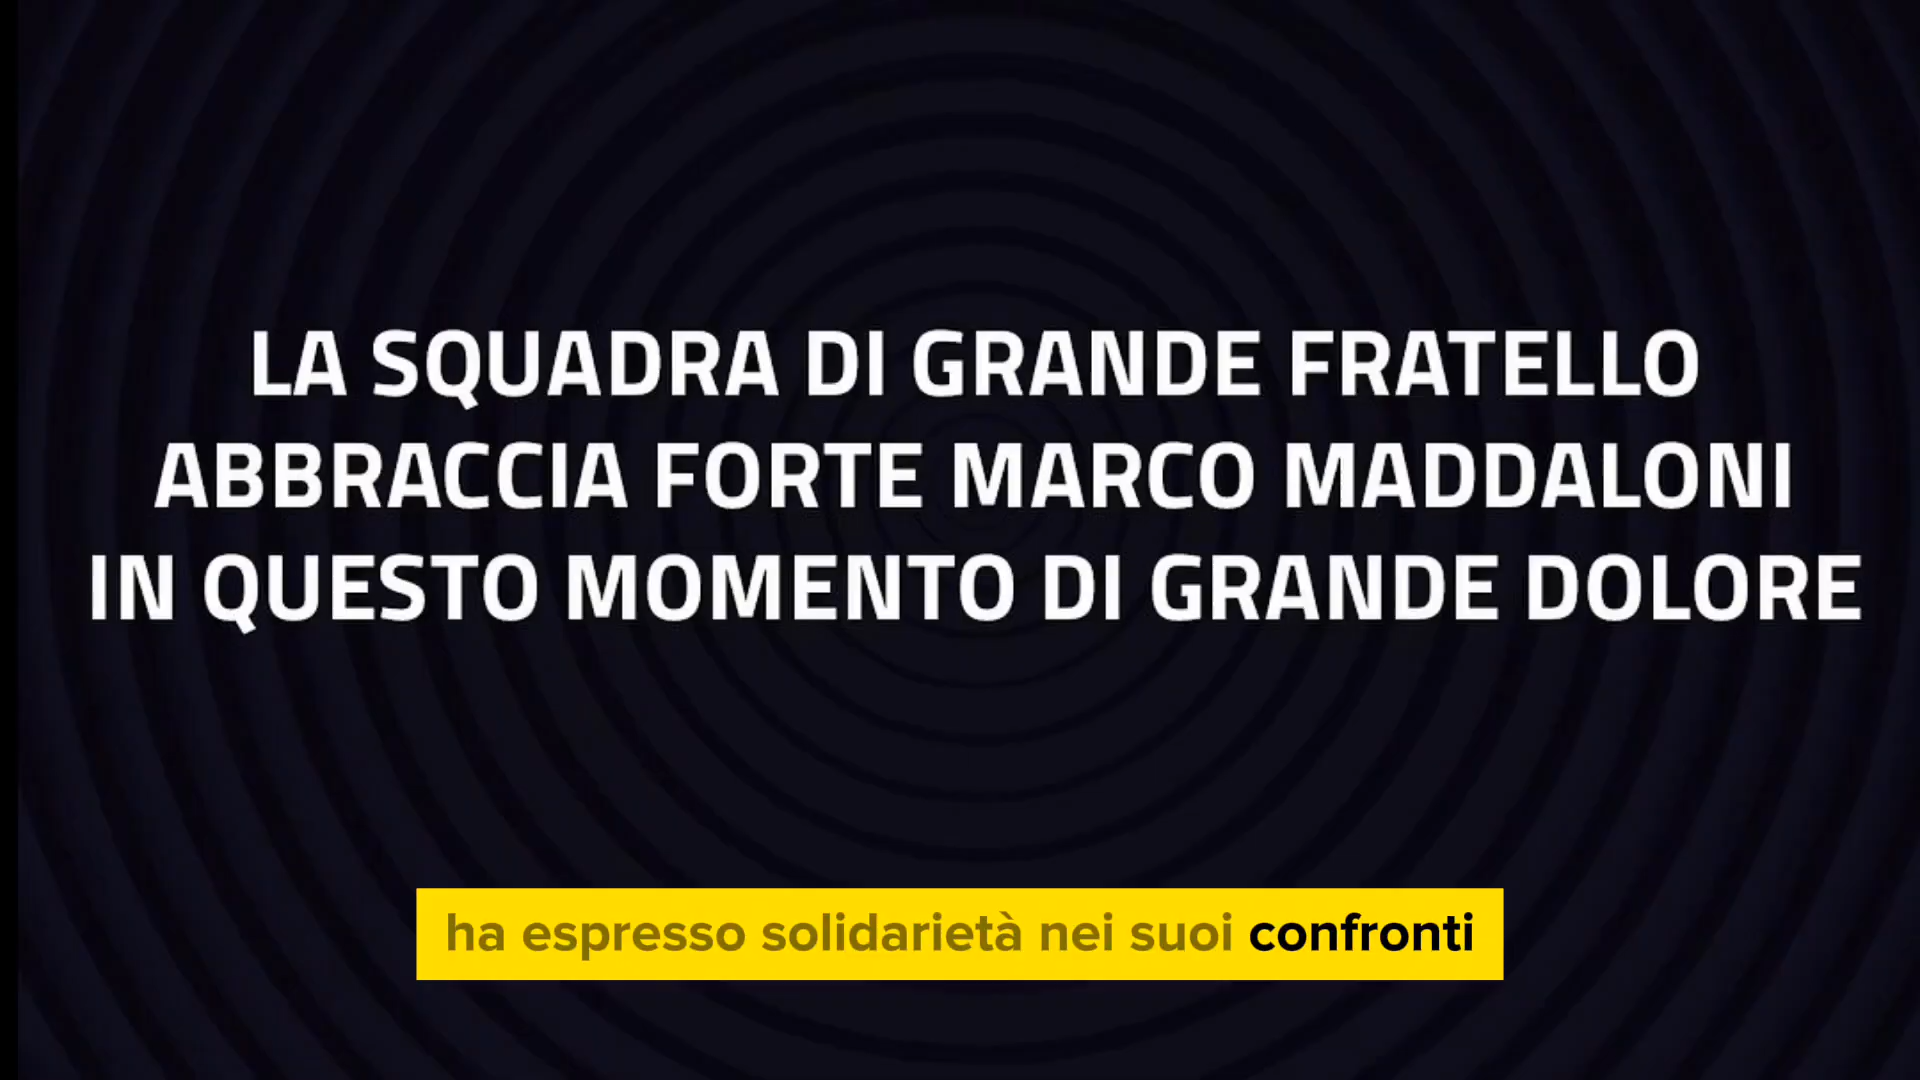 LA SQUADRA DI GRANDE FRATELLO
ABBRACCIA FORTE MARCO MADDALONI
IN QUESTO MOMENTO DI GRANDE DOLORE
ha espresso solidarietà nei suoi confronti